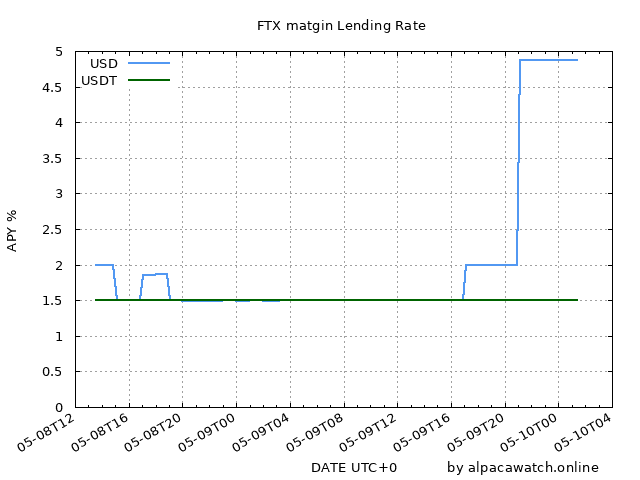 FTX matgin Lending Rate
USD
USDT
5
4.5
4
3.5
3
2.5
2
1.5
1
0.5
0
APY %
05-08T12
05-08T16
05-08T20
05-09T00
05-09T04
05-09T08
05-09T12
05-09T16
05-09T20
05-10T00
05-10T04
DATE UTC+0
by alpacawatch.online